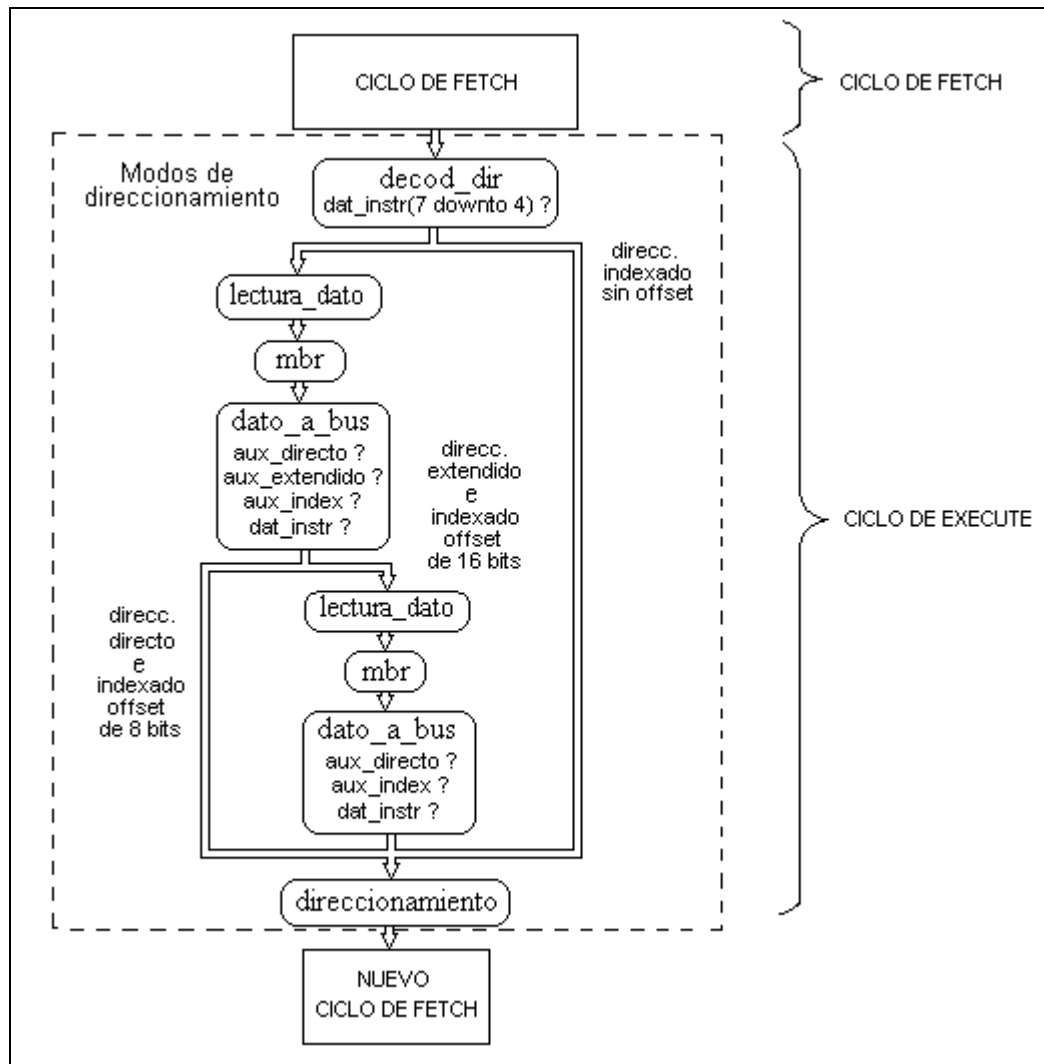 CICLO DE FETCH
CICLO DE FETCH
Modos de
direccionamiento
decod_dir
dat_instr(7 downto 4) ?
direcc.
indexado
sin offset
lectura_dato
mbr
dato_a_bus
aux_directo ?
aux_extendido ?
aux_index ?
dat_instr ?
direcc.
extendido
e
indexado
offset
de 16 bits
CICLO DE EXECUTE
direcc.
directo
e
indexado
offset
de 8 bits
lectura_dato
mbr
dato_a_bus
aux_directo ?
aux_index ?
dat_instr ?
direccionamiento
NUEVO
CICLO DE FETCH